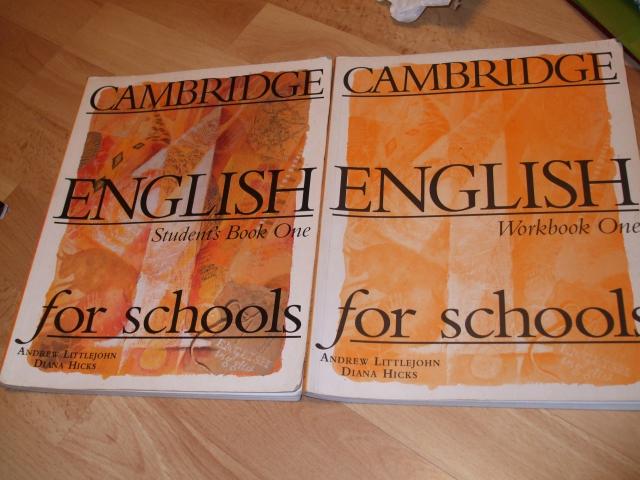 CAMBRIDGE
ENGLISH
Student's Book One
for schools
ANDREW LITTLEJOHN
DIANA HICKS
CAMBRIDGE
ENGLISH
Workbook One
for schools
ANDREW LITTLEJOHN
DIANA HICKS